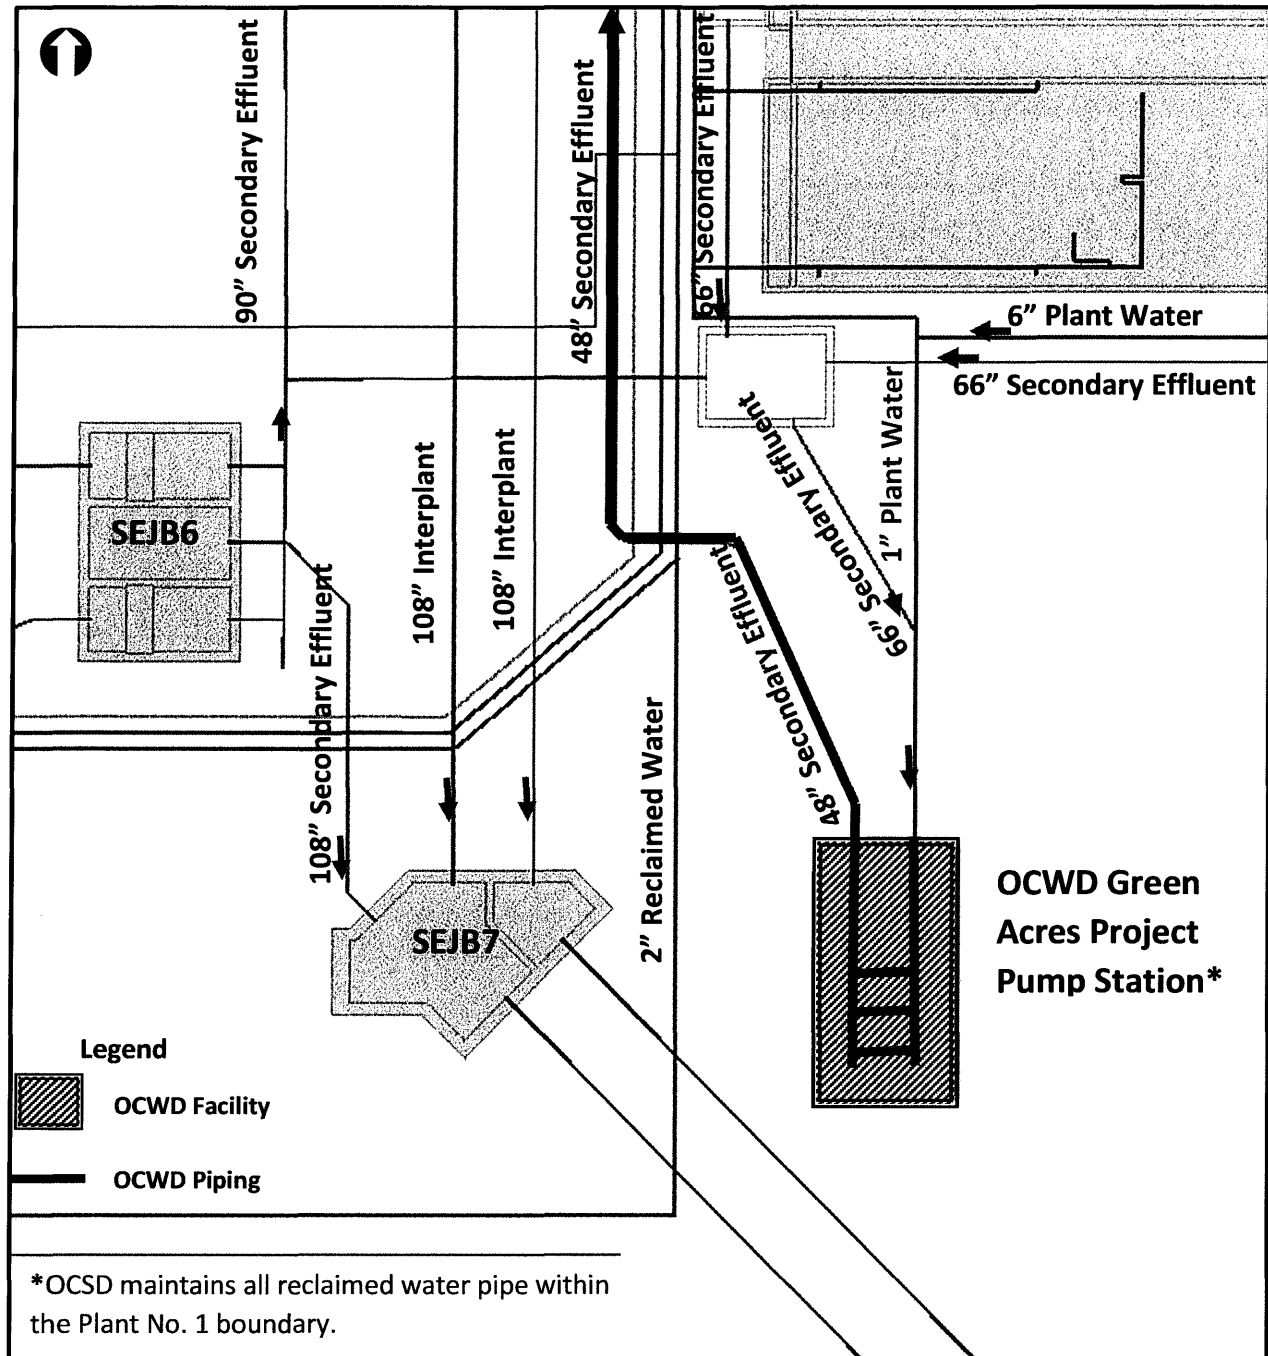 90” Secondary Effluent
48” Secondary Effluent
66” Secondary Effluent
6” Plant Water
66” Secondary Effluent
1” Plant Water
66” Secondary Effluent
SEJB6
108” Interplant
108” Interplant
48” Secondary Effluent
108” Secondary Effluent
2” Reclaimed Water
SEJB7
OCWD Green
Acres Project
Pump Station*
Legend
OCWD Facility
OCWD Piping
*OCSD maintains all reclaimed water pipe within
the Plant No. 1 boundary.